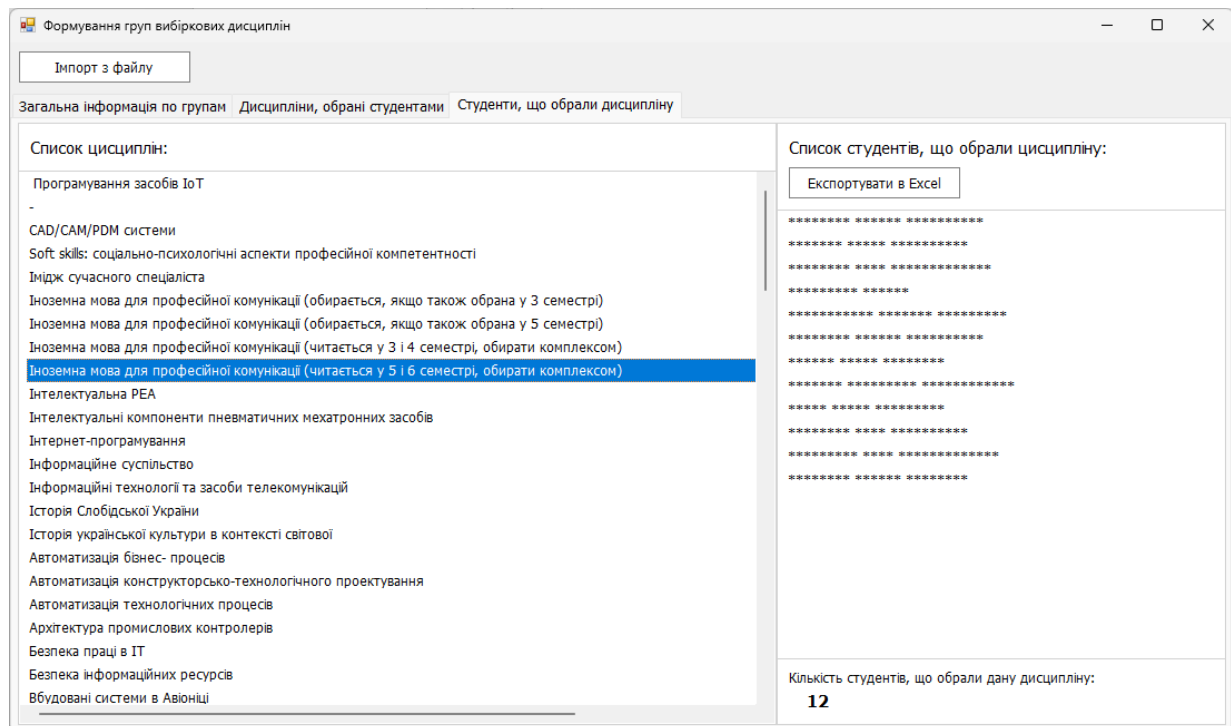 Формування груп вибіркових дисциплін
Імпорт з файлу
Загальна інформація по групам Дисципліни, обрані студентами Студенти, що обрали дисципліну
Список цисциплін:
Програмування засобів IoT
-
CAD/CAM/PDM системи
Soft skills: соціально-психологічні аспекти професійної компетентності
Імідж сучасного спеціаліста
Іноземна мова для професійної комунікації (обирається, якщо також обрана у 3 семестрі)
Іноземна мова для професійної комунікації (обирається, якщо також обрана у 5 семестрі)
Іноземна мова для професійної комунікації (читається у 3 і 4 семестрі, обирати комплексом)
Іноземна мова для професійної комунікації (читається у 5 і 6 семестрі, обирати комплексом)
Інтелектуальна РЕА
Інтелектуальні компоненти пневматичних мехатронних засобів
Інтернет-програмування
Інформаційне суспільство
Інформаційні технології та засоби телекомунікацій
Історія Слобідської України
Історія української культури в контексті світової
Автоматизація бізнес- процесів
Автоматизація конструкторсько-технологічного проектування
Автоматизація технологічних процесів
Архітектура промислових контролерів
Безпека праці в ІТ
Безпека інформаційних ресурсів
Вбудовані системи в Авіоніці
Список студентів, що обрали цисципліну:
Експортувати в Excel
******** ****** **********
******* ***** **********
******** **** *************
********* ******
*********** ******* *********
******** ****** **********
****** ***** ********
******* ********* ************
***** ***** *********
******** **** **********
********* **** *************
******** ****** ********
Кількість студентів, що обрали дану дисципліну:
12